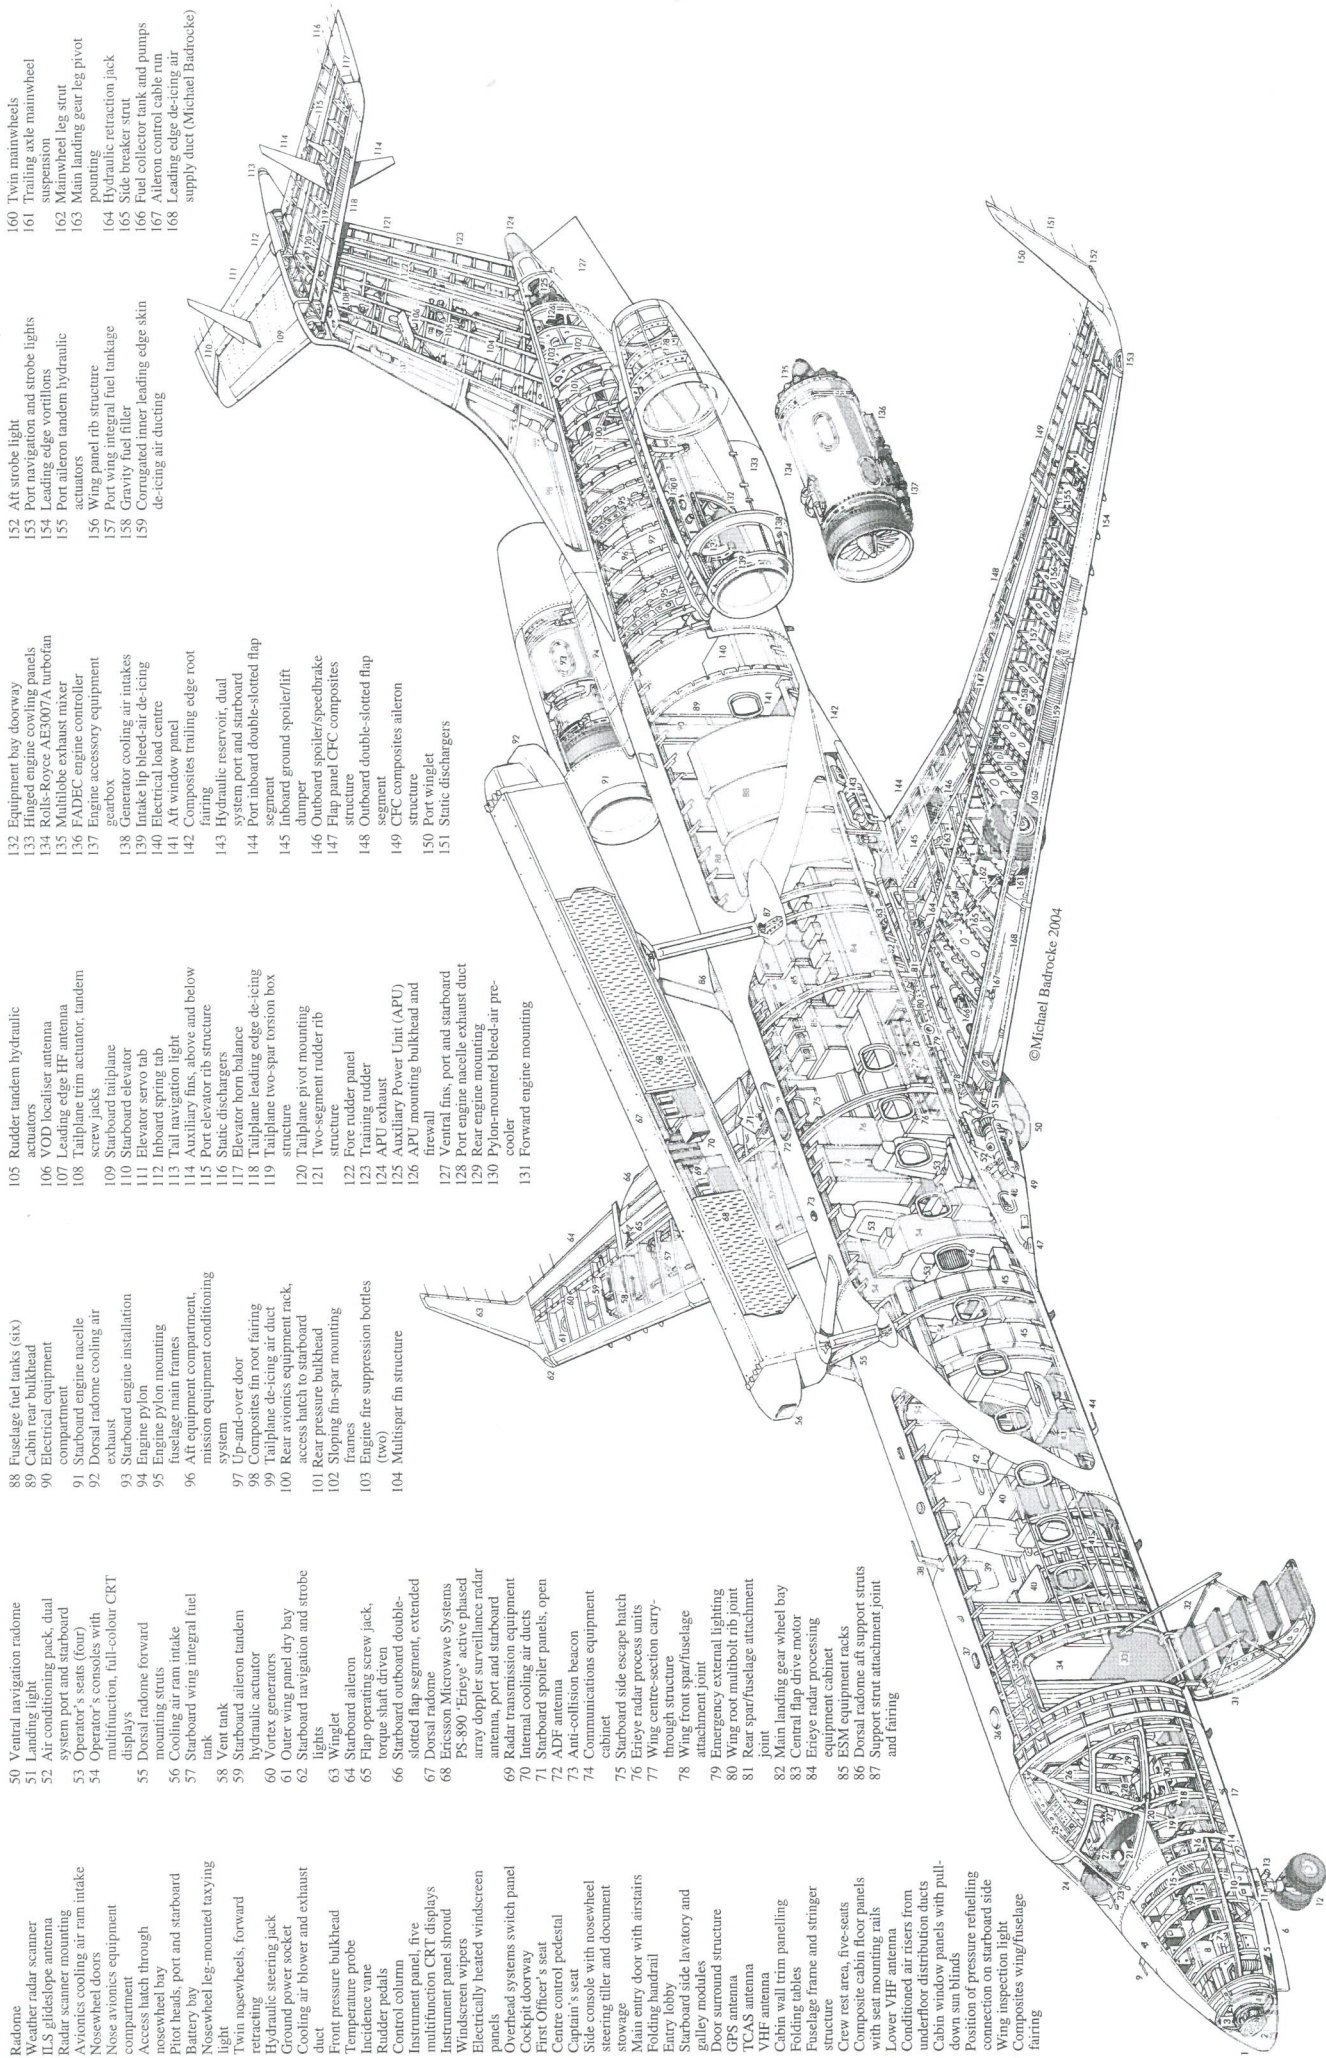 Radome
Weather radar scanner
ILS glideslope antenna
Radar scanner mounting
Avionics cooling air ram intake
Nosewheel doors
Nose avionics equipment
compartment
Access hatch through
nosewheel bay
Pitot heads, port and starboard
Battery bay
Nosewheel leg-mounted taxying
light
Twin nosewheels, forward
retracting
Hydraulic steering jack
Ground power socket
Cooling air blower and exhaust
duct
Front pressure bulkhead
Temperature probe
Incidence vane
Rudder pedals
Control column
Instrument panel, five
multifunction CRT displays
Instrument panel shroud
Windscreen wipers
Electrically heated windscreen
panels
Overhead systems switch panel
Cockpit doorway
First Officer's seat
Centre control pedestal
Captain's seat
Side console with nosewheel
steering tiller and document
stowage
Main entry door with airstairs
Folding handrail
Entry lobby
Starboard side lavatory and
galley modules
Door surround structure
GPS antenna
TCAS antenna
VHF antenna
Cabin wall trim panelling
Folding tables
Fuselage frame and stringer
structure
Crew rest area, five-seats
Composite cabin floor panels
with seat mounting rails
Lower VHF antenna
Conditioned air risers from
underfloor distribution ducts
Cabin window panels with pull-
down sun blinds
Position of pressure refuelling
connection on starboard side
Wing inspection light
Composites wing/fuselage
fairing
50 Ventral navigation radome
51 Landing light
52 Air conditioning pack, dual
system port and starboard
53 Operator's seats (four)
54 Operator's consoles with
multifunction, full-colour CRT
displays
55 Dorsal radome forward
mounting struts
56 Cooling air ram intake
57 Starboard wing integral fuel
tank
58 Vent tank
59 Starboard aileron tandem
hydraulic actuator
60 Vortex generators
61 Outer wing panel dry bay
62 Starboard navigation and strobe
lights
63 Winglet
64 Starboard aileron
65 Flap operating screw jack,
torque shaft driven
66 Starboard outboard double-
slotted flap segment, extended
67 Dorsal radome
68 Ericsson Microwave Systems
PS-890 'Erieye' active phased
array doppler surveillance radar
antenna, port and starboard
69 Radar transmission equipment
70 Internal cooling air ducts
71 Starboard spoiler panels, open
72 ADF antenna
73 Anti-collision beacon
74 Communications equipment
cabinet
75 Starboard side escape hatch
76 Erieye radar process units
77 Wing centre-section carry-
through structure
78 Wing front spar/fuselage
attachment joint
79 Emergency external lighting
80 Wing root multibolt rib joint
81 Rear spar/fuselage attachment
joint
82 Main landing gear wheel bay
83 Central flap drive motor
84 Erieye radar processing
equipment cabinet
85 ESM equipment racks
86 Dorsal radome aft support struts
87 Support strut attachment joint
and fairing
88 Fuselage fuel tanks (six)
89 Cabin rear bulkhead
90 Electrical equipment
compartment
91 Starboard engine nacelle
92 Dorsal radome cooling air
exhaust
93 Starboard engine installation
94 Engine pylon
95 Engine pylon mounting
fuselage main frames
96 Aft equipment compartment,
mission equipment conditioning
system
97 Up-and-over door
98 Composites fin root fairing
99 Tailplane de-icing air duct
100 Rear avionics equipment rack,
access hatch to starboard
101 Rear pressure bulkhead
102 Sloping fin-spar mounting
frames
103 Engine fire suppression bottles
(two)
104 Multispar fin structure
105 Rudder tandem hydraulic
actuators
106 VOD localiser antenna
107 Leading edge HF antenna
108 Tailplane trim actuator, tandem
screw jacks
109 Starboard tailplane
110 Starboard elevator
111 Elevator servo tab
112 Inboard spring tab
113 Tail navigation light
114 Auxiliary fins, above and below
115 Port elevator rib structure
116 Static dischargers
117 Elevator horn balance
118 Tailplane leading edge de-icing
119 Tailplane two-spar torsion box
structure
120 Tailplane pivot mounting
121 Two-segment rudder rib
structure
122 Fore rudder panel
123 Training rudder
124 APU exhaust
125 Auxiliary Power Unit (APU)
126 APU mounting bulkhead and
firewall
127 Ventral fins, port and starboard
128 Port engine nacelle exhaust duct
129 Rear engine mounting
130 Pylon-mounted bleed-air pre-
cooler
131 Forward engine mounting
132 Equipment bay doorway
133 Hinged engine cowling panels
134 Rolls-Royce AE3007A turbofan
135 Multilobe exhaust mixer
136 FADEC engine controller
137 Engine accessory equipment
gearbox
138 Generator cooling air intakes
139 Intake lip bleed-air de-icing
140 Electrical load centre
141 Aft window panel
142 Composites trailing edge root
fairing
143 Hydraulic reservoir, dual
system port and starboard
144 Port inboard double-slotted flap
segment
145 Inboard ground spoiler/lift
dumper
146 Outboard spoiler/speedbrake
147 Flap panel CFC composites
structure
148 Outboard double-slotted flap
segment
149 CFC composites aileron
structure
150 Port winglet
151 Static dischargers
152 Aft strobe light
153 Port navigation and strobe lights
154 Leading edge vortillons
155 Port aileron tandem hydraulic
actuators
156 Wing panel rib structure
157 Port wing integral fuel tankage
158 Gravity fuel filler
159 Corrugated inner leading edge skin
de-icing air ducting
160 Twin mainwheels
161 Trailing axle mainwheel
suspension
162 Mainwheel leg strut
163 Main landing gear leg pivot
pounting
164 Hydraulic retraction jack
165 Side breaker strut
166 Fuel collector tank and pumps
167 Aileron control cable run
168 Leading edge de-icing air
supply duct (Michael Badrocke)
©Michael Badrocke 2004